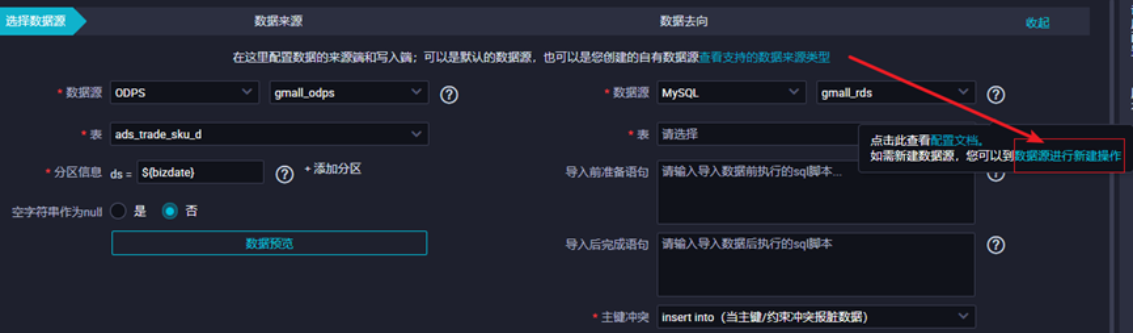 选择数据源 数据来源 数据去向 收起
在这里配置数据的来源端和写入端；可以是默认的数据源，也可以是您创建的自有数据源查看支持的数据来源类型
* 数据源 ODPS gmall_odps ? * 数据源 MySQL gmall_rds ?
* 表 ads_trade_sku_d * 表 请选择
点击此查看配置文档。
如需新建数据源，您可以到数据源进行新建操作
* 分区信息 ds = ${bizdate} ? + 添加分区 导入前准备语句 请输入导入数据前执行的sql脚本... ?
空字符串作为null 是 否
数据预览 导入后完成语句 请输入导入数据后执行的sql脚本 ?
* 主键冲突 insert into（当主键/约束冲突报脏数据）